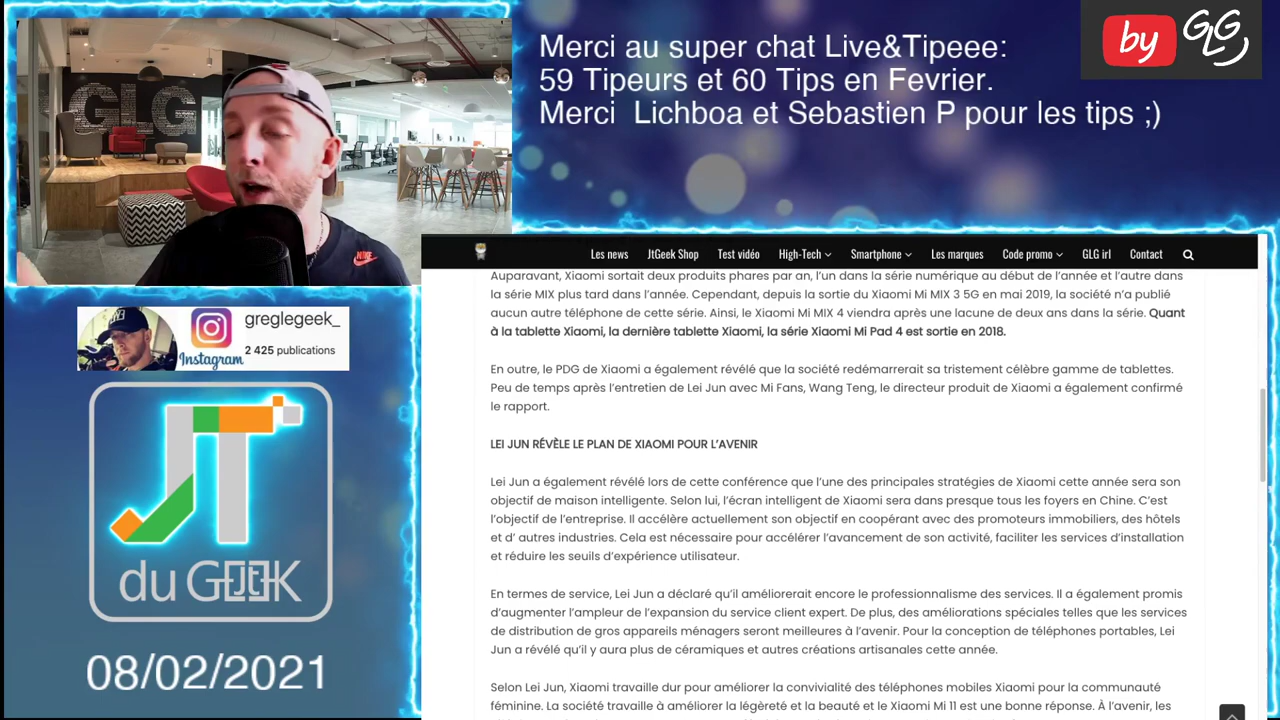 GLG
Merci au super chat Live&Tipeee:
59 Tipeurs et 60 Tips en Fevrier.
Merci Lichboa et Sebastien P pour les tips ;)
by GLG
NIKE
greglegeek_
2 425 publications
Instagram
JT
du GEEK
08/02/2021
Les news JtGeek Shop Test vidéo High-Tech Smartphone Les marques Code promo GLG irl Contact
Auparavant, Xiaomi sortait deux produits phares par an, l’un dans la série numérique au début de l’année et l’autre dans
la série MIX plus tard dans l’année. Cependant, depuis la sortie du Xiaomi Mi MIX 3 5G en mai 2019, la société n’a publié
aucun autre téléphone de cette série. Ainsi, le Xiaomi Mi MIX 4 viendra après une lacune de deux ans dans la série. Quant
à la tablette Xiaomi, la dernière tablette Xiaomi, la série Xiaomi Mi Pad 4 est sortie en 2018.
En outre, le PDG de Xiaomi a également révélé que la société redémarrerait sa tristement célèbre gamme de tablettes.
Peu de temps après l’entretien de Lei Jun avec Mi Fans, Wang Teng, le directeur produit de Xiaomi a également confirmé
le rapport.
LEI JUN RÉVÈLE LE PLAN DE XIAOMI POUR L’AVENIR
Lei Jun a également révélé lors de cette conférence que l’une des principales stratégies de Xiaomi cette année sera son
objectif de maison intelligente. Selon lui, l’écran intelligent de Xiaomi sera dans presque tous les foyers en Chine. C’est
l’objectif de l’entreprise. Il accélère actuellement son objectif en coopérant avec des promoteurs immobiliers, des hôtels
et d’ autres industries. Cela est nécessaire pour accélérer l’avancement de son activité, faciliter les services d’installation
et réduire les seuils d’expérience utilisateur.
En termes de service, Lei Jun a déclaré qu’il améliorerait encore le professionnalisme des services. Il a également promis
d’augmenter l’ampleur de l’expansion du service client expert. De plus, des améliorations spéciales telles que les services
de distribution de gros appareils ménagers seront meilleures à l’avenir. Pour la conception de téléphones portables, Lei
Jun a révélé qu’il y aura plus de céramiques et autres créations artisanales cette année.
Selon Lei Jun, Xiaomi travaille dur pour améliorer la convivialité des téléphones mobiles Xiaomi pour la communauté
féminine. La société travaille à améliorer la légèreté et la beauté et le Xiaomi Mi 11 est une bonne réponse. À l’avenir, les